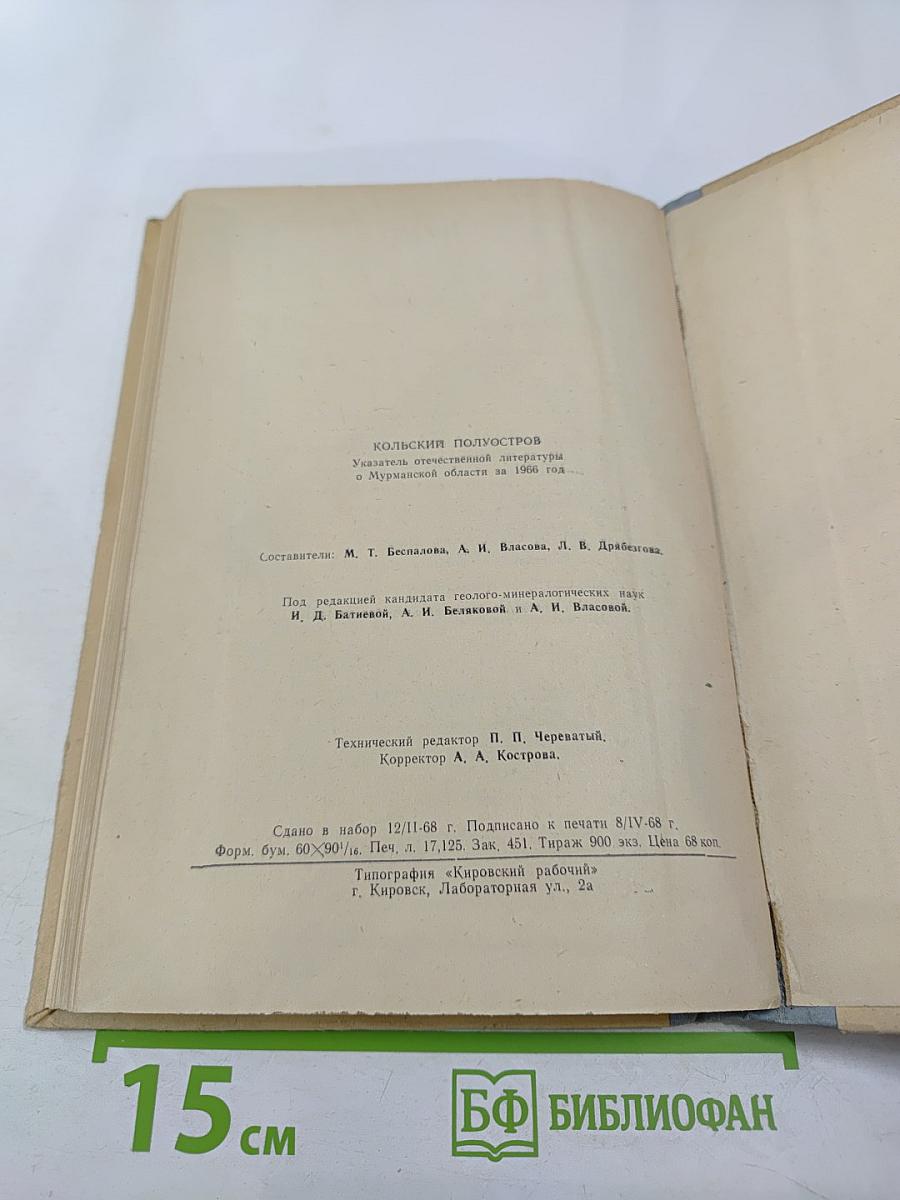 КОЛЬСКИЙ ПОЛУОСТРОВ
Указатель отечественной литературы
о Мурманской области за 1966 год
Составители: М. Т. Беспалова, А. И. Власова, Л. В. Дрябезгова.
Под редакцией кандидата геолого-минералогических наук
И. Д. Батиевой, А. И. Беляковой и А. И. Власовой.
Технический редактор П. П. Череватый.
Корректор А. А. Кострова.
Сдано в набор 12/II-68 г. Подписано к печати 8/IV-68 г.
Форм. бум. 60×90¹/₁₆. Печ. л. 17,125. Зак. 451. Тираж 900 экз. Цена 68 коп.
Типография «Кировский рабочий»
г. Кировск, Лабораторная ул., 2а
15 см
БФ БИБЛИОФАН